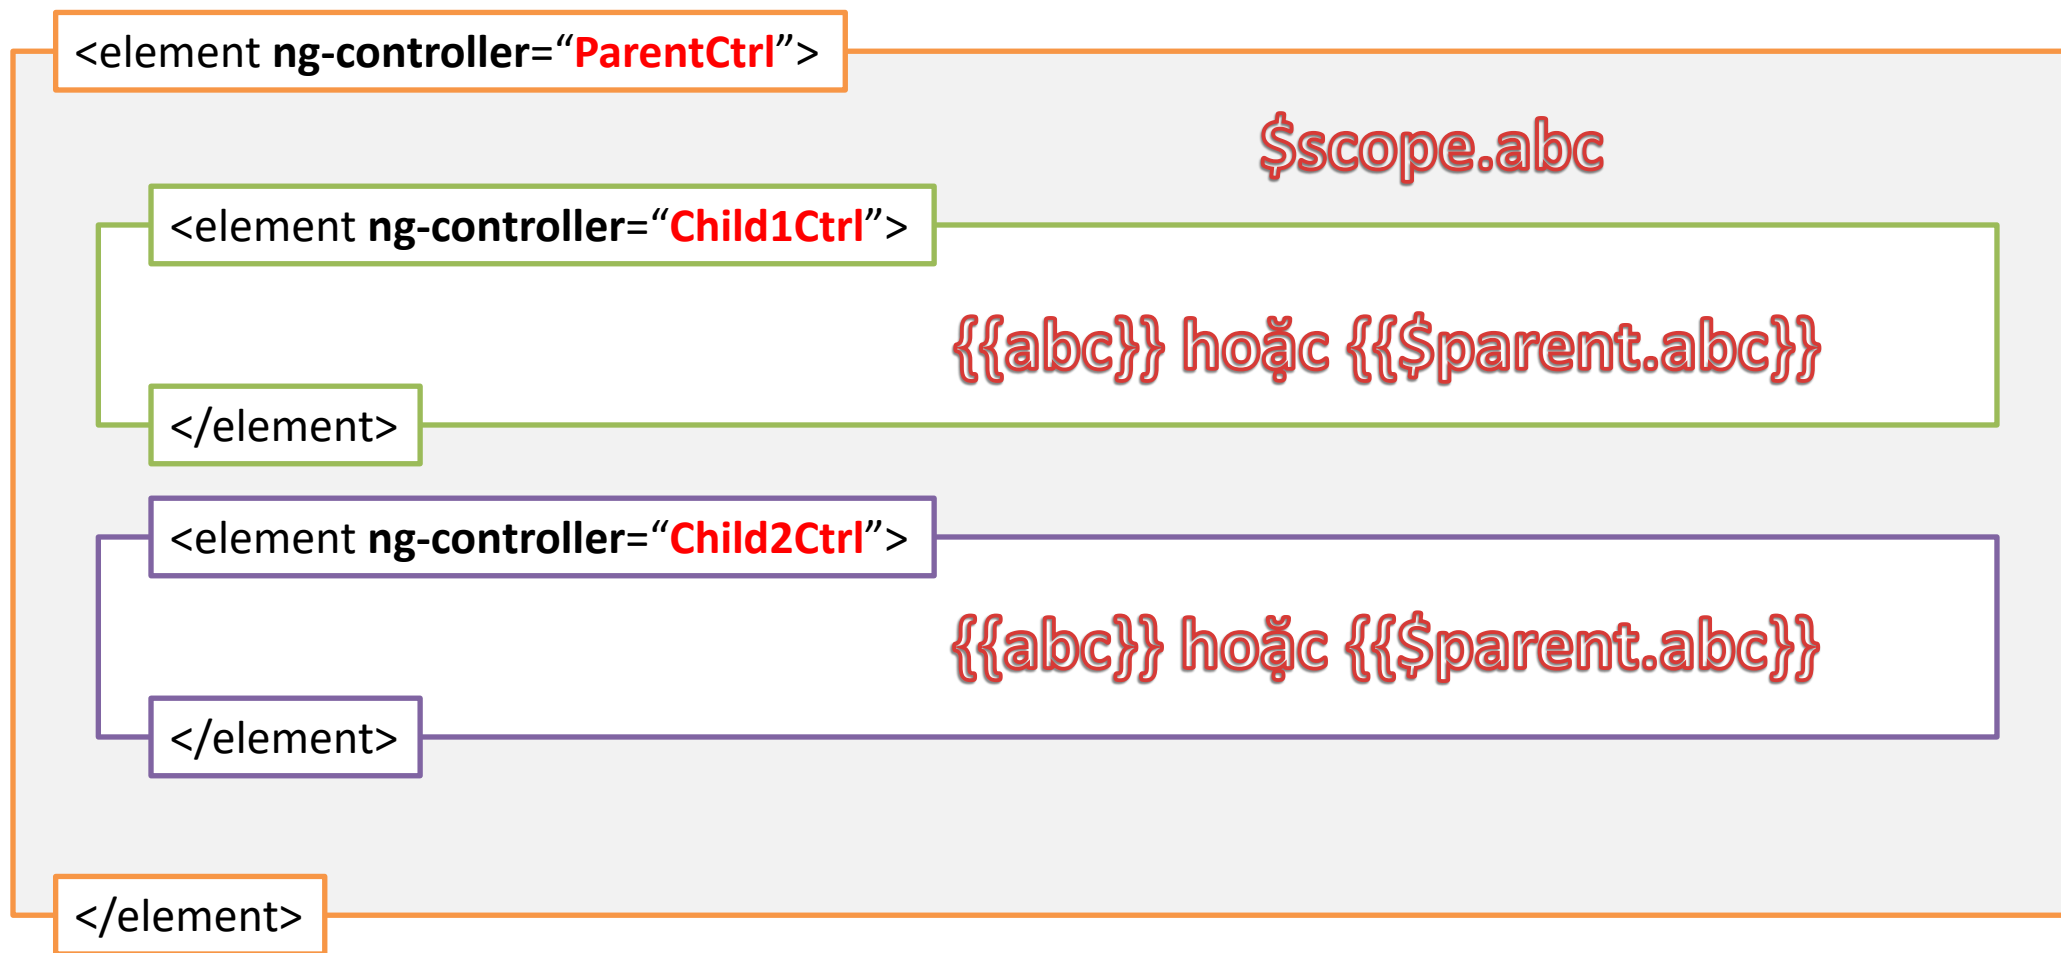 <element ng-controller=“ParentCtrl”>
$scope.abc
<element ng-controller=“Child1Ctrl”>
{{abc}} hoặc {{$parent.abc}}
</element>
<element ng-controller=“Child2Ctrl”>
{{abc}} hoặc {{$parent.abc}}
</element>
</element>